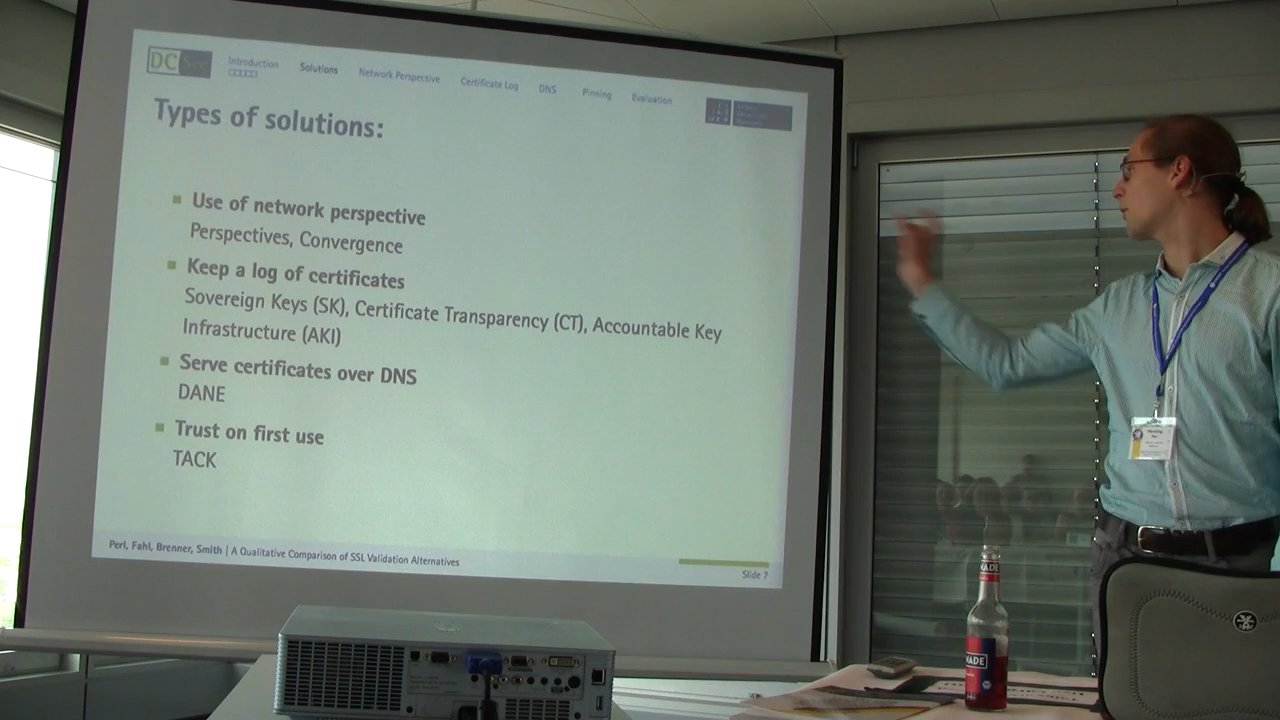 DC Sec
Introduction Solutions Network Perspective Certificate Log DNS Pinning Evaluation
Types of solutions:
Use of network perspective
Perspectives, Convergence
Keep a log of certificates
Sovereign Keys (SK), Certificate Transparency (CT), Accountable Key
Infrastructure (AKI)
Serve certificates over DNS
DANE
Trust on first use
TACK
Perl, Fahl, Brenner, Smith | A Qualitative Comparison of SSL Validation Alternatives
Slide 7